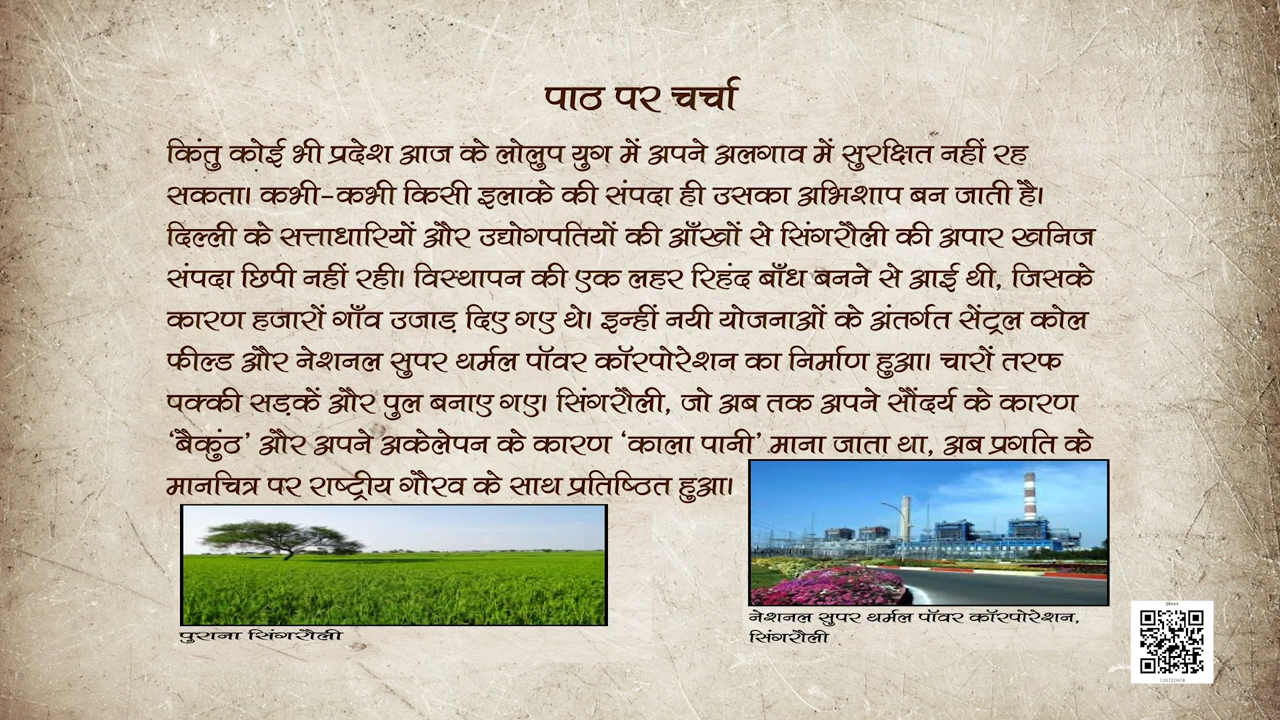 पाठ पर चर्चा
किंतु कोई भी प्रदेश आज के लोलुप युग में अपने अलगाव में सुरक्षित नहीं रह
सकता। कभी-कभी किसी इलाके की संपदा ही उसका अभिशाप बन जाती है।
दिल्ली के सत्ताधारियों और उद्योगपतियों की आँखों से सिंगरौली की अपार खनिज
संपदा छिपी नहीं रही। विस्थापन की एक लहर रिहंद बाँध बनने से आई थी, जिसके
कारण हजारों गाँव उजाड़ दिए गए थे। इन्हीं नयी योजनाओं के अंतर्गत सेंट्रल कोल
फील्ड और नेशनल सुपर थर्मल पॉवर कॉरपोरेशन का निर्माण हुआ। चारों तरफ
पक्की सड़कें और पुल बनाए गए। सिंगरौली, जो अब तक अपने सौंदर्य के कारण
‘बैकुंठ’ और अपने अकेलेपन के कारण ‘काला पानी’ माना जाता था, अब प्रगति के
मानचित्र पर राष्ट्रीय गौरव के साथ प्रतिष्ठित हुआ।
पुराना सिंगरौली
नेशनल सुपर थर्मल पॉवर कॉरपोरेशन,
सिंगरौली